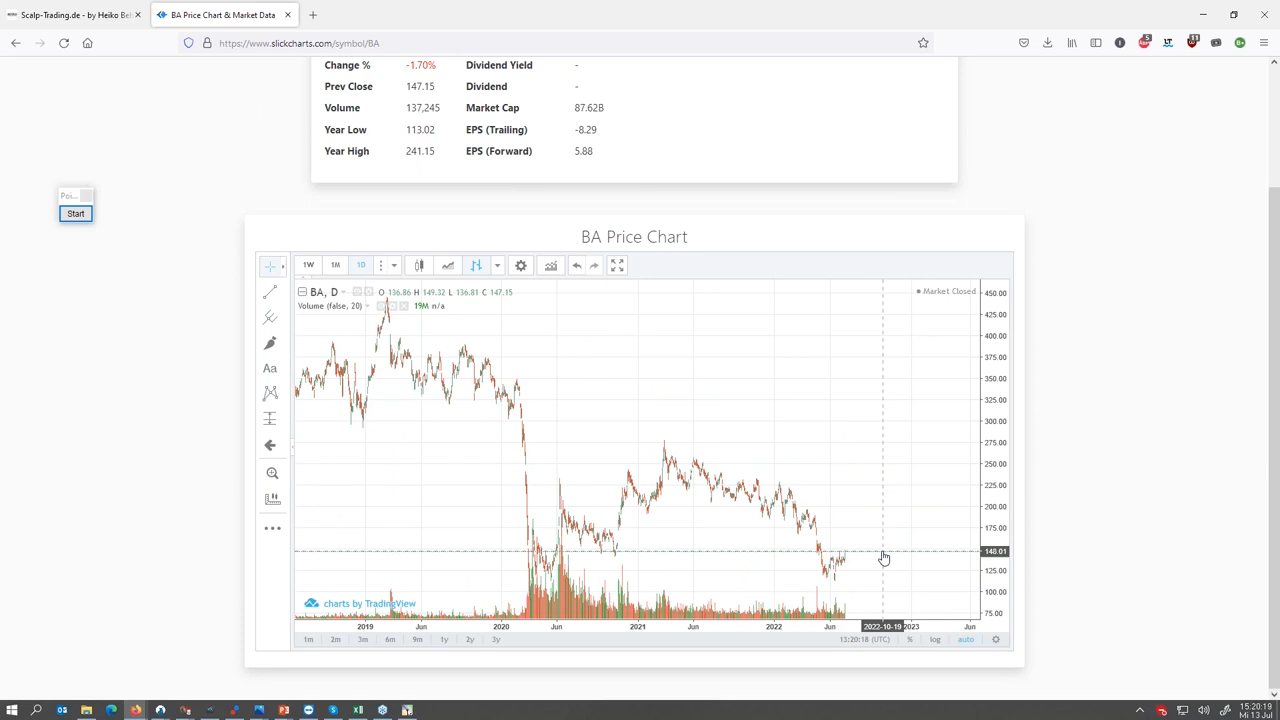 Scalp-Trading.de - by Heiko Be
BA Price Chart & Market Data
https://www.slickcharts.com/symbol/BA
Change % -1.70% Dividend Yield -
Prev Close 147.15 Dividend -
Volume 137,245 Market Cap 87.62B
Year Low 113.02 EPS (Trailing) -8.29
Year High 241.15 EPS (Forward) 5.88
Poi...
Start
BA Price Chart
1W 1M 1D
BA, D O 136.86 H 149.32 L 136.81 C 147.15
Market Closed
Volume (false, 20) 19M n/a
450.00
425.00
400.00
375.00
350.00
325.00
300.00
275.00
250.00
225.00
200.00
175.00
148.01
125.00
100.00
75.00
Aa
charts by TradingView
2019 Jun 2020 Jun 2021 Jun 2022 Jun 2022-10-19 2023 Jun
1m 2m 3m 6m 9m 1y 2y 3y 13:20:18 (UTC) % log auto
15:20:19
Mi 13 Jul